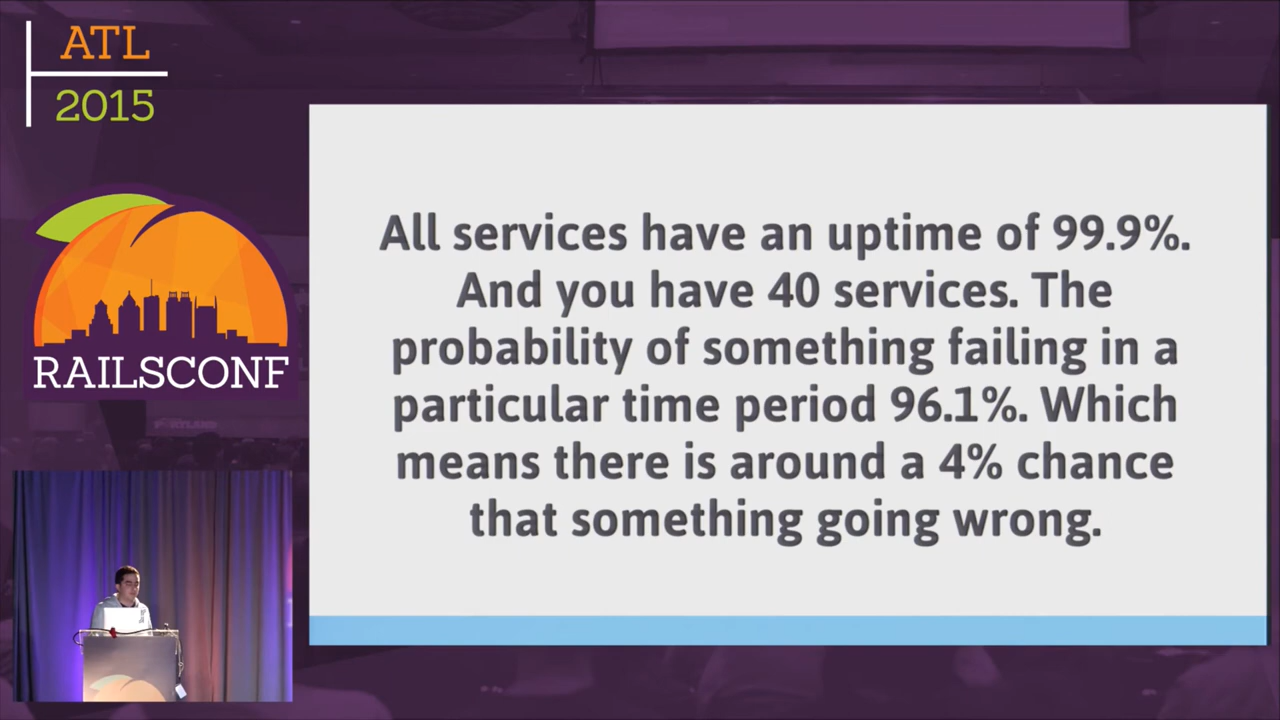 ATL
2015
RAILSCONF
All services have an uptime of 99.9%.
And you have 40 services. The
probability of something failing in a
particular time period 96.1%. Which
means there is around a 4% chance
that something going wrong.